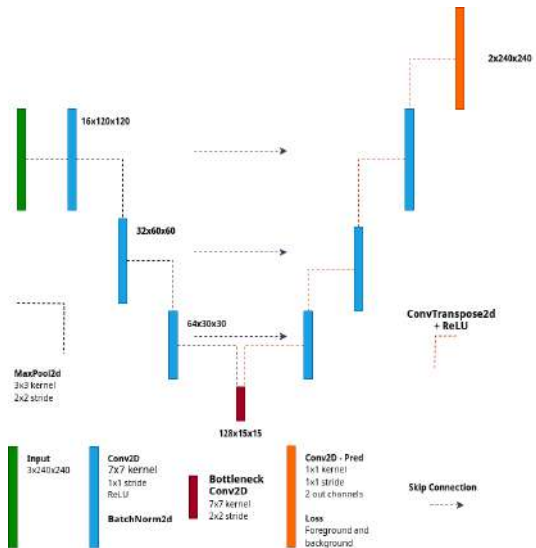 2x240x240
16x120x120
32x60x60
64x30x30
ConvTranspose2d
+ ReLU
MaxPool2d
3x3 kernel
2x2 stride
128x15x15
Input
3x240x240
Conv2D
7x7 kernel
1x1 stride
ReLU
BatchNorm2d
Bottleneck
Conv2D
7x7 kernel
2x2 stride
Conv2D - Pred
1x1 kernel
1x1 stride
2 out channels
Loss
Foreground and
background
Skip Connection